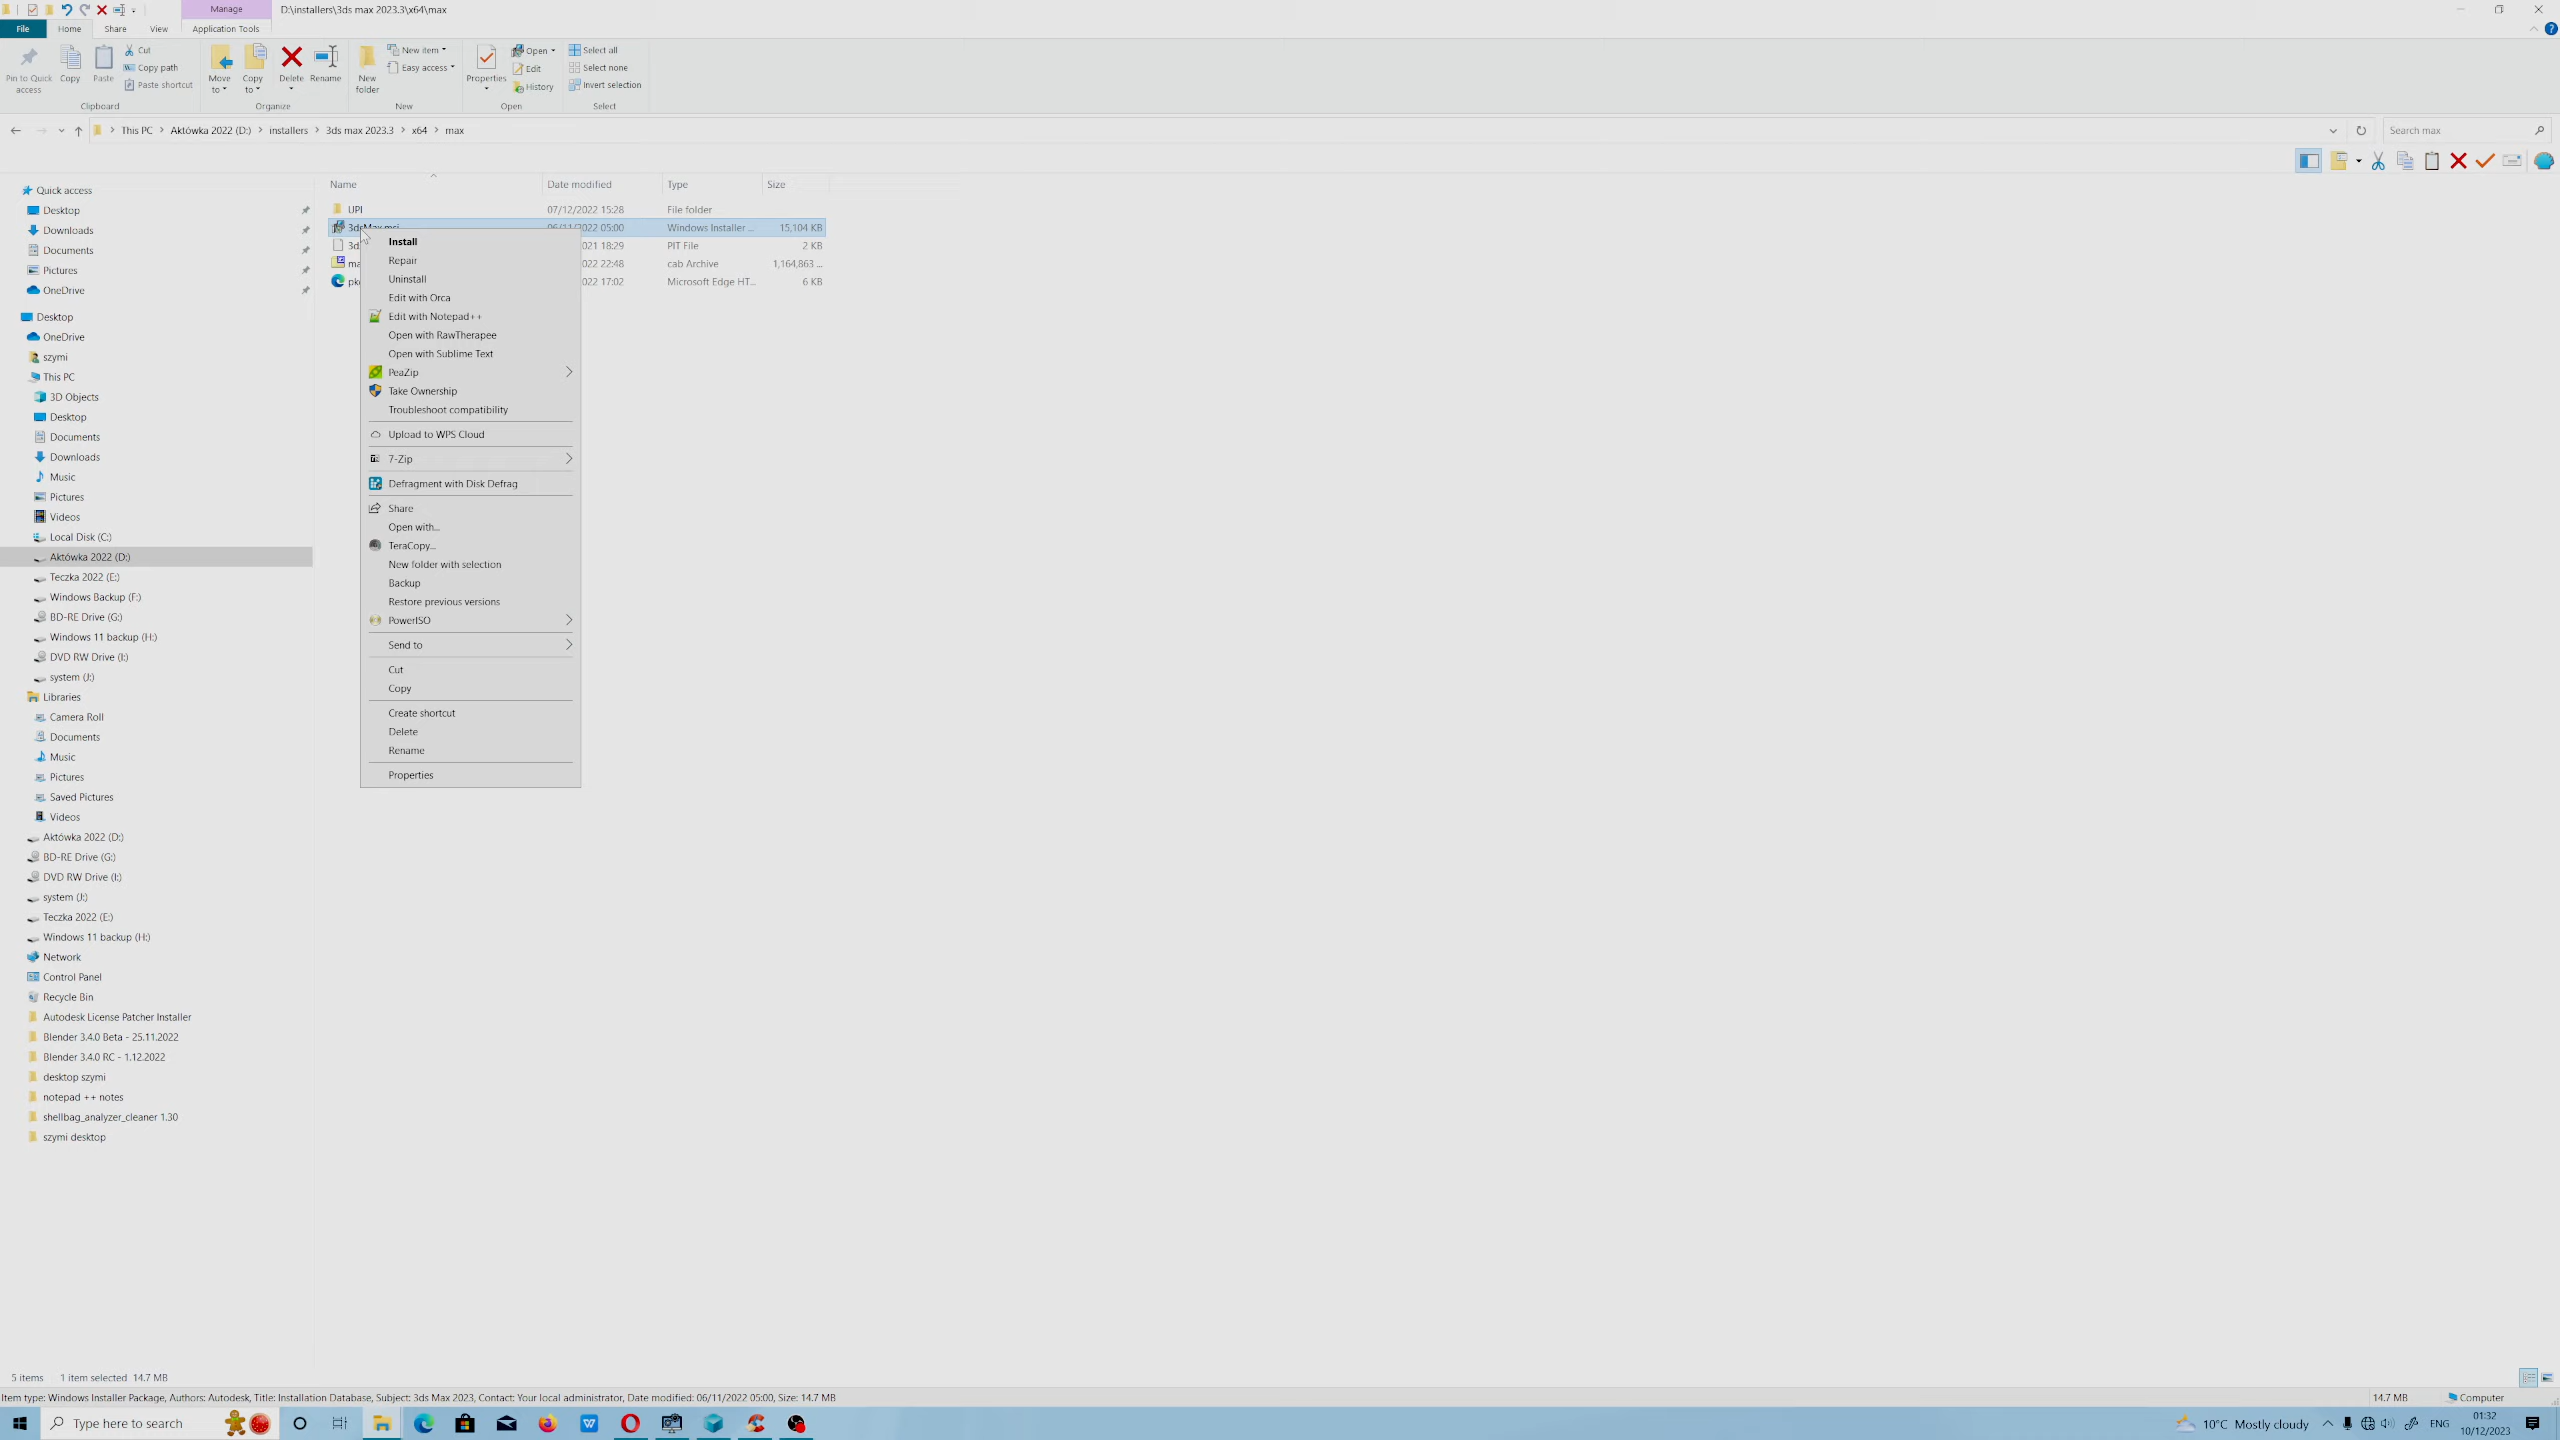 Manage
D:\installers\3ds max 2023.3\x64\max
File
Home
Share
View
Application Tools
Pin to Quick access
Copy
Paste
Cut
Copy path
Paste shortcut
Clipboard
Move to
Copy to
Delete
Rename
Organize
New folder
New item
Easy access
New
Properties
Open
Edit
History
Open
Select all
Select none
Invert selection
Select
This PC
Aktówka 2022 (D:)
installers
3ds max 2023.3
x64
max
Search max
Name
Date modified
Type
Size
UPI 07/12/2022 15:28 File folder
3dsMax.msi 06/11/2022 05:00 Windows Installer ... 15,104 KB
3d 021 18:29 PIT File 2 KB
ma 022 22:48 cab Archive 1,164,863 ...
pk 022 17:02 Microsoft Edge HT... 6 KB
Install
Repair
Uninstall
Edit with Orca
Edit with Notepad++
Open with RawTherapee
Open with Sublime Text
PeaZip
Take Ownership
Troubleshoot compatibility
Upload to WPS Cloud
7-Zip
Defragment with Disk Defrag
Share
Open with...
TeraCopy...
New folder with selection
Backup
Restore previous versions
PowerISO
Send to
Cut
Copy
Create shortcut
Delete
Rename
Properties
Quick access
Desktop
Downloads
Documents
Pictures
OneDrive
Desktop
OneDrive
szymi
This PC
3D Objects
Desktop
Documents
Downloads
Music
Pictures
Videos
Local Disk (C:)
Aktówka 2022 (D:)
Teczka 2022 (E:)
Windows Backup (F:)
BD-RE Drive (G:)
Windows 11 backup (H:)
DVD RW Drive (I:)
system (J:)
Libraries
Camera Roll
Documents
Music
Pictures
Saved Pictures
Videos
Aktówka 2022 (D:)
BD-RE Drive (G:)
DVD RW Drive (I:)
system (J:)
Teczka 2022 (E:)
Windows 11 backup (H:)
Network
Control Panel
Recycle Bin
Autodesk License Patcher Installer
Blender 3.4.0 Beta - 25.11.2022
Blender 3.4.0 RC - 1.12.2022
desktop szymi
notepad ++ notes
shellbag_analyzer_cleaner 1.30
szymi desktop
5 items 1 item selected 14.7 MB
Item type: Windows Installer Package, Authors: Autodesk, Title: Installation Database, Subject: 3ds Max 2023, Contact: Your local administrator, Date modified: 06/11/2022 05:00, Size: 14.7 MB
14.7 MB
Computer
Type here to search
10°C Mostly cloudy
ENG
01:32
10/12/2023